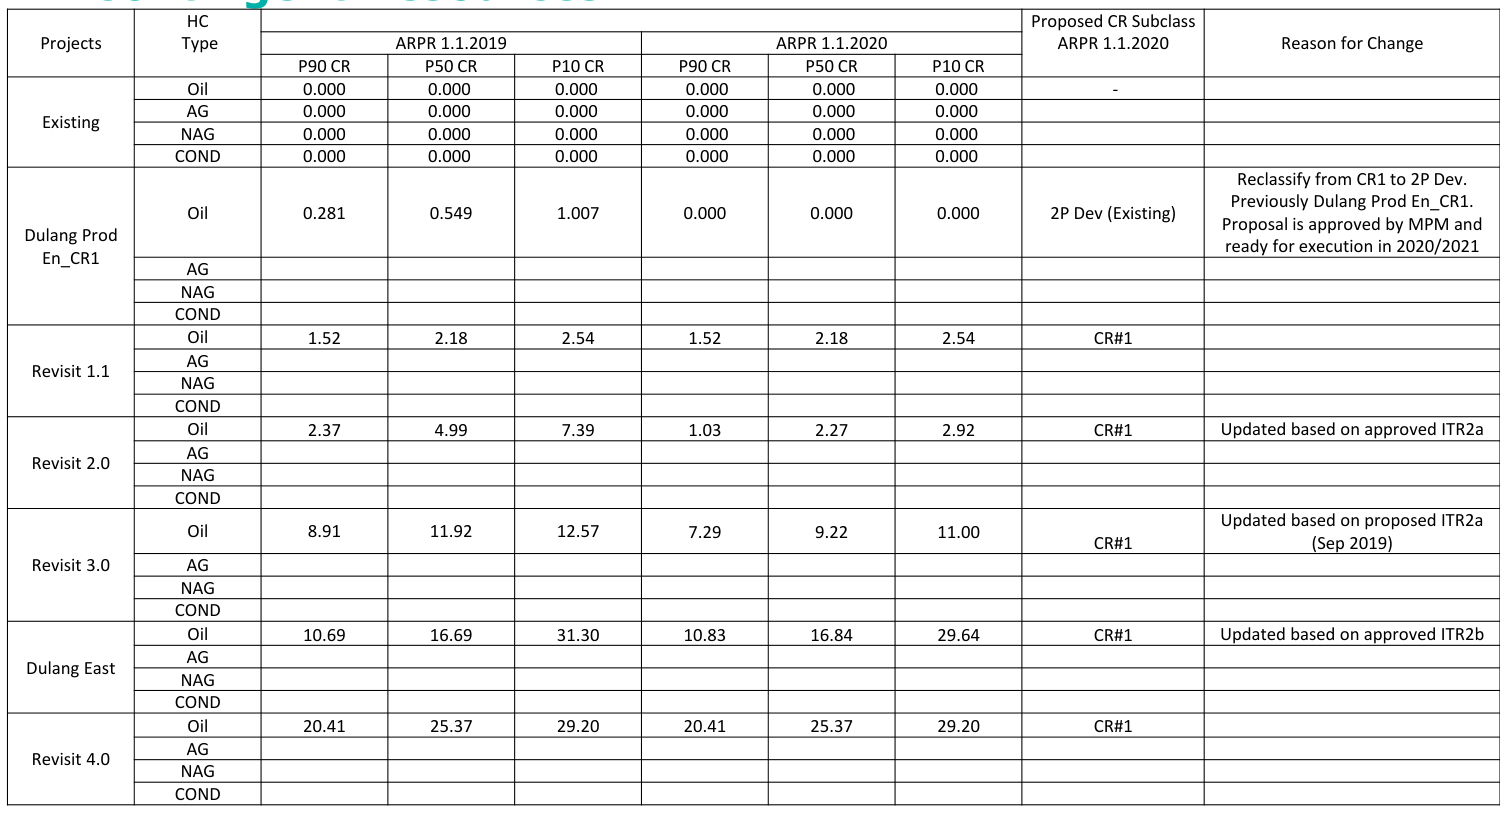 Projects
HC
Type
Proposed CR Subclass
ARPR 1.1.2020
Reason for Change
ARPR 1.1.2019 ARPR 1.1.2020
P90 CR P50 CR P10 CR P90 CR P50 CR P10 CR
Existing
Oil 0.000 0.000 0.000 0.000 0.000 0.000 -
AG 0.000 0.000 0.000 0.000 0.000 0.000
NAG 0.000 0.000 0.000 0.000 0.000 0.000
COND 0.000 0.000 0.000 0.000 0.000 0.000
Dulang Prod
En_CR1
Oil 0.281 0.549 1.007 0.000 0.000 0.000 2P Dev (Existing)
Reclassify from CR1 to 2P Dev.
Previously Dulang Prod En_CR1.
Proposal is approved by MPM and
ready for execution in 2020/2021
AG
NAG
COND
Revisit 1.1
Oil 1.52 2.18 2.54 1.52 2.18 2.54 CR#1
AG
NAG
COND
Revisit 2.0
Oil 2.37 4.99 7.39 1.03 2.27 2.92 CR#1 Updated based on approved ITR2a
AG
NAG
COND
Revisit 3.0
Oil 8.91 11.92 12.57 7.29 9.22 11.00 CR#1
Updated based on proposed ITR2a
(Sep 2019)
AG
NAG
COND
Dulang East
Oil 10.69 16.69 31.30 10.83 16.84 29.64 CR#1 Updated based on approved ITR2b
AG
NAG
COND
Revisit 4.0
Oil 20.41 25.37 29.20 20.41 25.37 29.20 CR#1
AG
NAG
COND